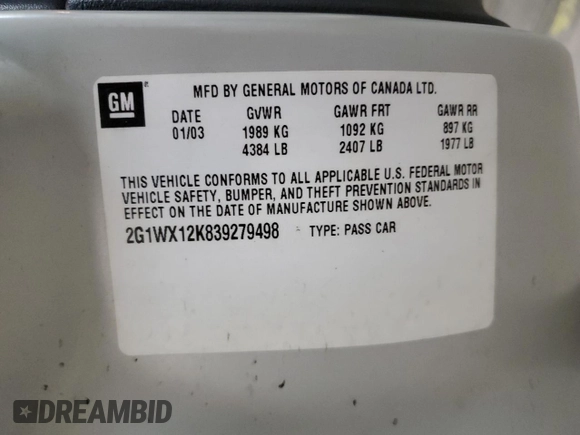 GM
MFD BY GENERAL MOTORS OF CANADA LTD.
DATE GVWR GAWR FRT GAWR RR
01/03 1989 KG 1092 KG 897 KG
4384 LB 2407 LB 1977 LB
THIS VEHICLE CONFORMS TO ALL APPLICABLE U.S. FEDERAL MOTOR
VEHICLE SAFETY, BUMPER, AND THEFT PREVENTION STANDARDS IN
EFFECT ON THE DATE OF MANUFACTURE SHOWN ABOVE.
2G1WX12K839279498 TYPE: PASS CAR
DREAMBID